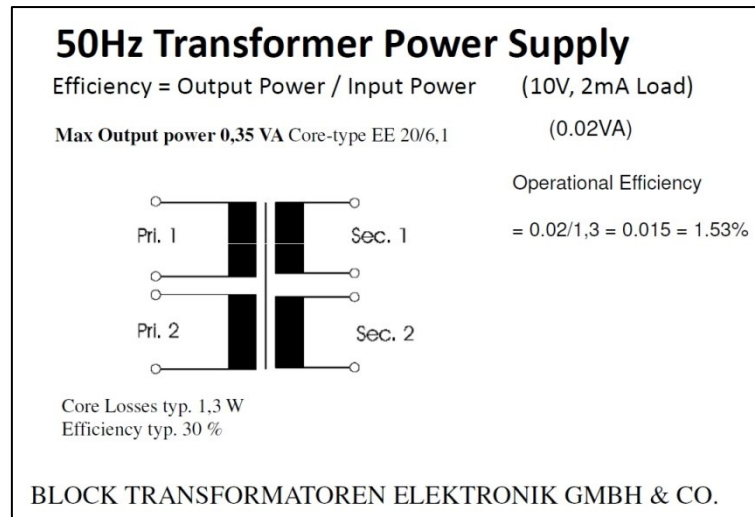 50Hz Transformer Power Supply
Efficiency = Output Power / Input Power (10V, 2mA Load)
Max Output power 0,35 VA Core-type EE 20/6,1 (0.02VA)
Operational Efficiency
= 0.02/1,3 = 0.015 = 1.53%
Pri. 1 Sec. 1
Pri. 2 Sec. 2
Core Losses typ. 1,3 W
Efficiency typ. 30 %
BLOCK TRANSFORMATOREN ELEKTRONIK GMBH & CO.